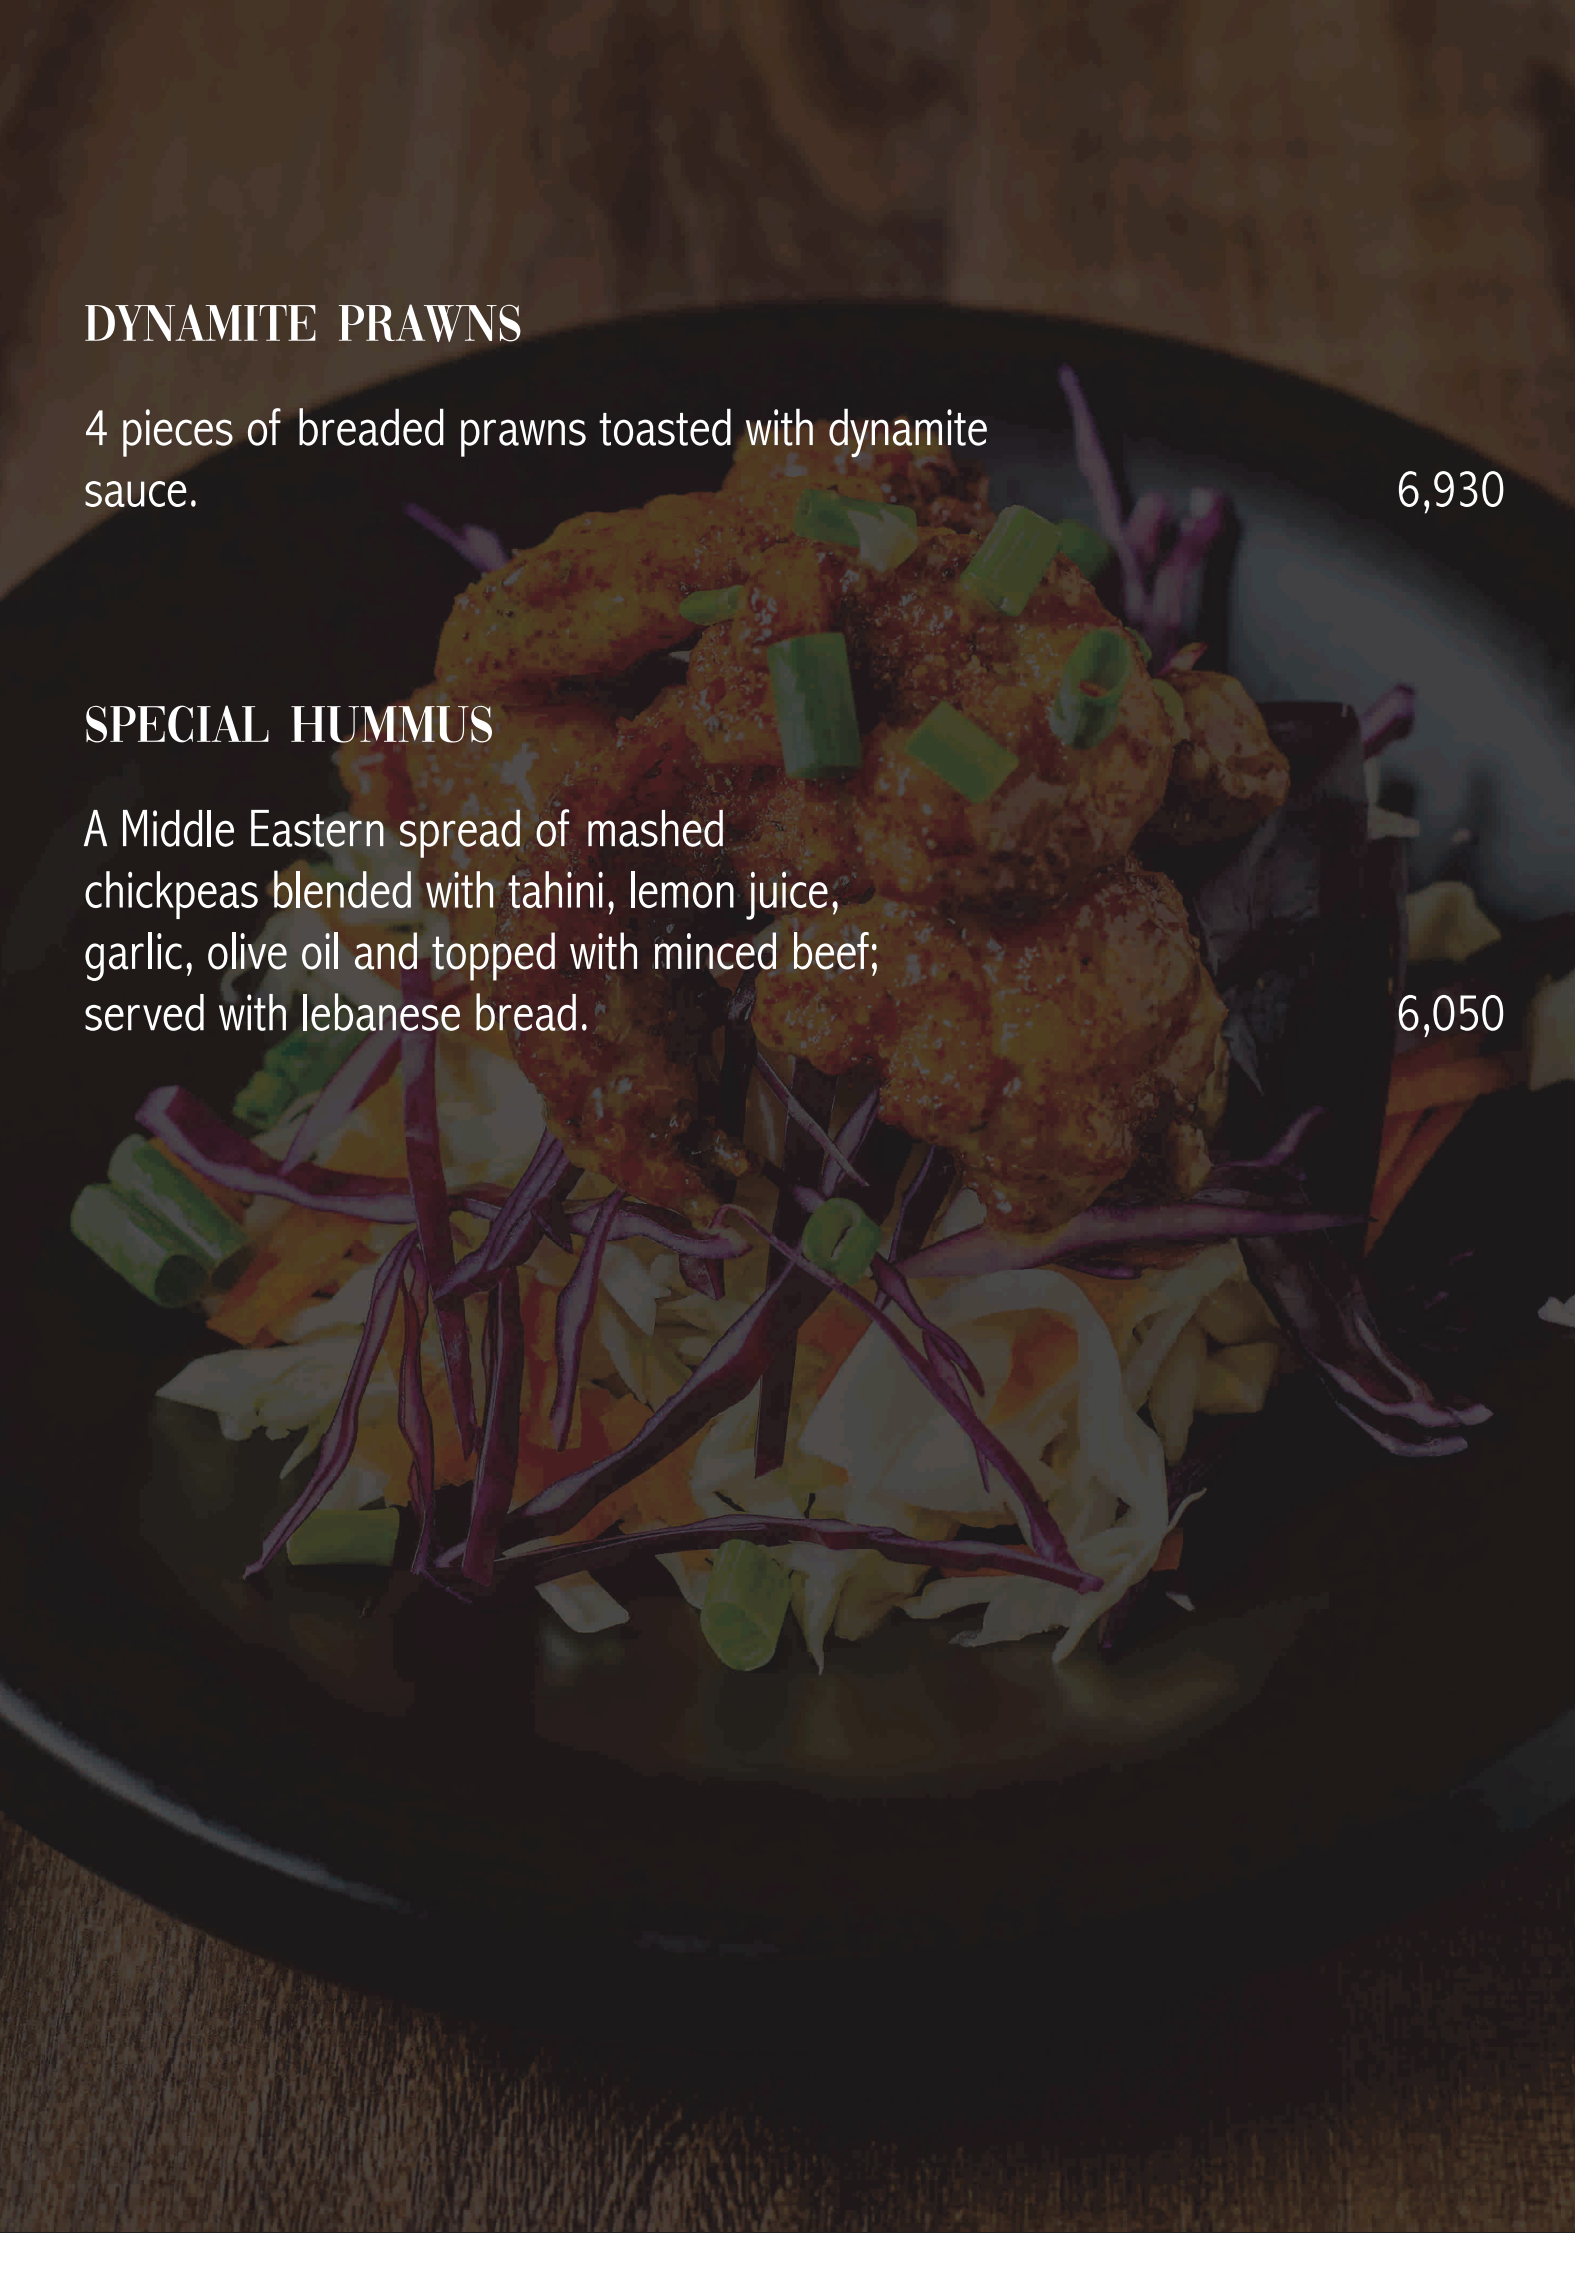 DYNAMITE PRAWNS
4 pieces of breaded prawns toasted with dynamite
sauce. 6,930
SPECIAL HUMMUS
A Middle Eastern spread of mashed
chickpeas blended with tahini, lemon juice,
garlic, olive oil and topped with minced beef;
served with lebanese bread. 6,050